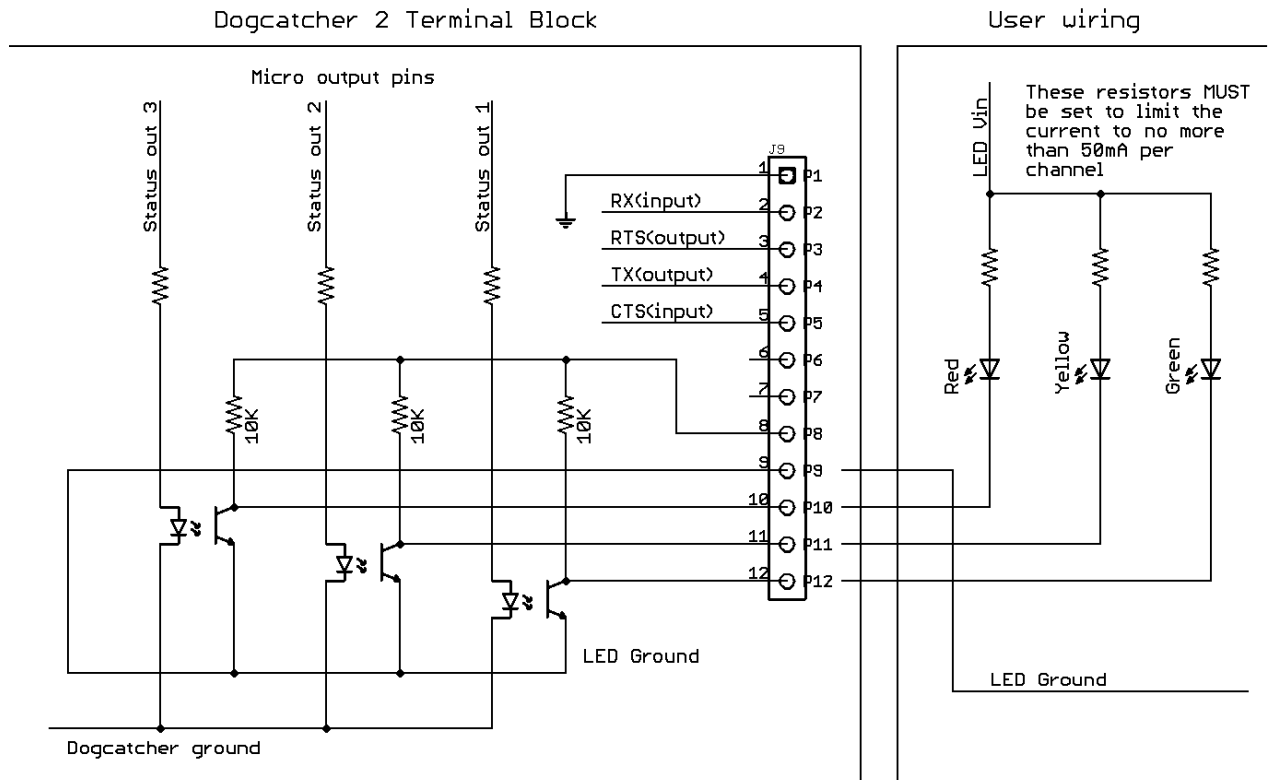 Dogcatcher 2 Terminal Block
User wiring
Micro output pins
Status out 3
Status out 2
Status out 1
LED Vin
These resistors MUST
be set to limit the
current to no more
than 50mA per
channel
J9
1 P1
RX(input) 2 P2
RTS(output) 3 P3
TX(output) 4 P4
CTS(input) 5 P5
6 P6
7 P7
8 P8
9 P9
10 P10
11 P11
12 P12
10K
10K
10K
Red
Yellow
Green
LED Ground
LED Ground
Dogcatcher ground